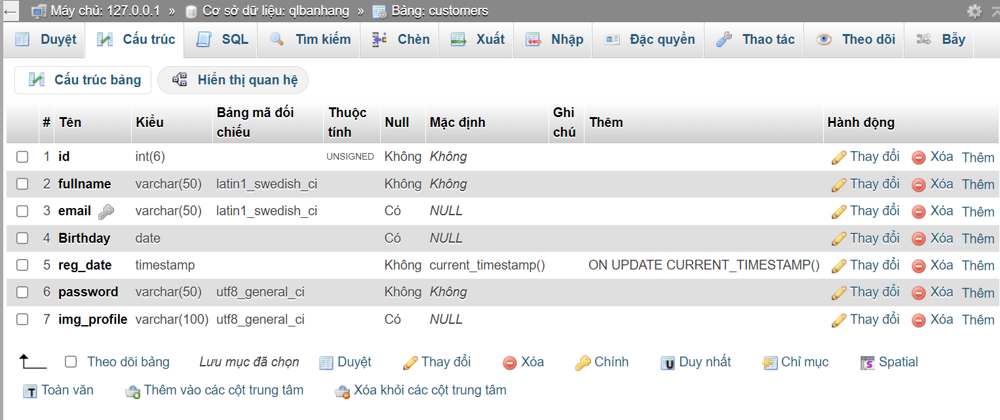 Máy chủ: 127.0.0.1 » Cơ sở dữ liệu: qlbanhang » Bảng: customers
Duyệt Cấu trúc SQL Tìm kiếm Chèn Xuất Nhập Đặc quyền Thao tác Theo dõi Bẫy
Cấu trúc bảng Hiển thị quan hệ
# Tên Kiểu Bảng mã đối chiếu Thuộc tính Null Mặc định Ghi chú Thêm Hành động
1 id int(6) UNSIGNED Không Không Thay đổi Xóa Thêm
2 fullname varchar(50) latin1_swedish_ci Không Không Thay đổi Xóa Thêm
3 email varchar(50) latin1_swedish_ci Có NULL Thay đổi Xóa Thêm
4 Birthday date Có NULL Thay đổi Xóa Thêm
5 reg_date timestamp Không current_timestamp() ON UPDATE CURRENT_TIMESTAMP() Thay đổi Xóa Thêm
6 password varchar(50) utf8_general_ci Không Không Thay đổi Xóa Thêm
7 img_profile varchar(100) utf8_general_ci Có NULL Thay đổi Xóa Thêm
Theo dõi bảng Lưu mục đã chọn Duyệt Thay đổi Xóa Chính Duy nhất Chỉ mục Spatial
Toàn văn Thêm vào các cột trung tâm Xóa khỏi các cột trung tâm